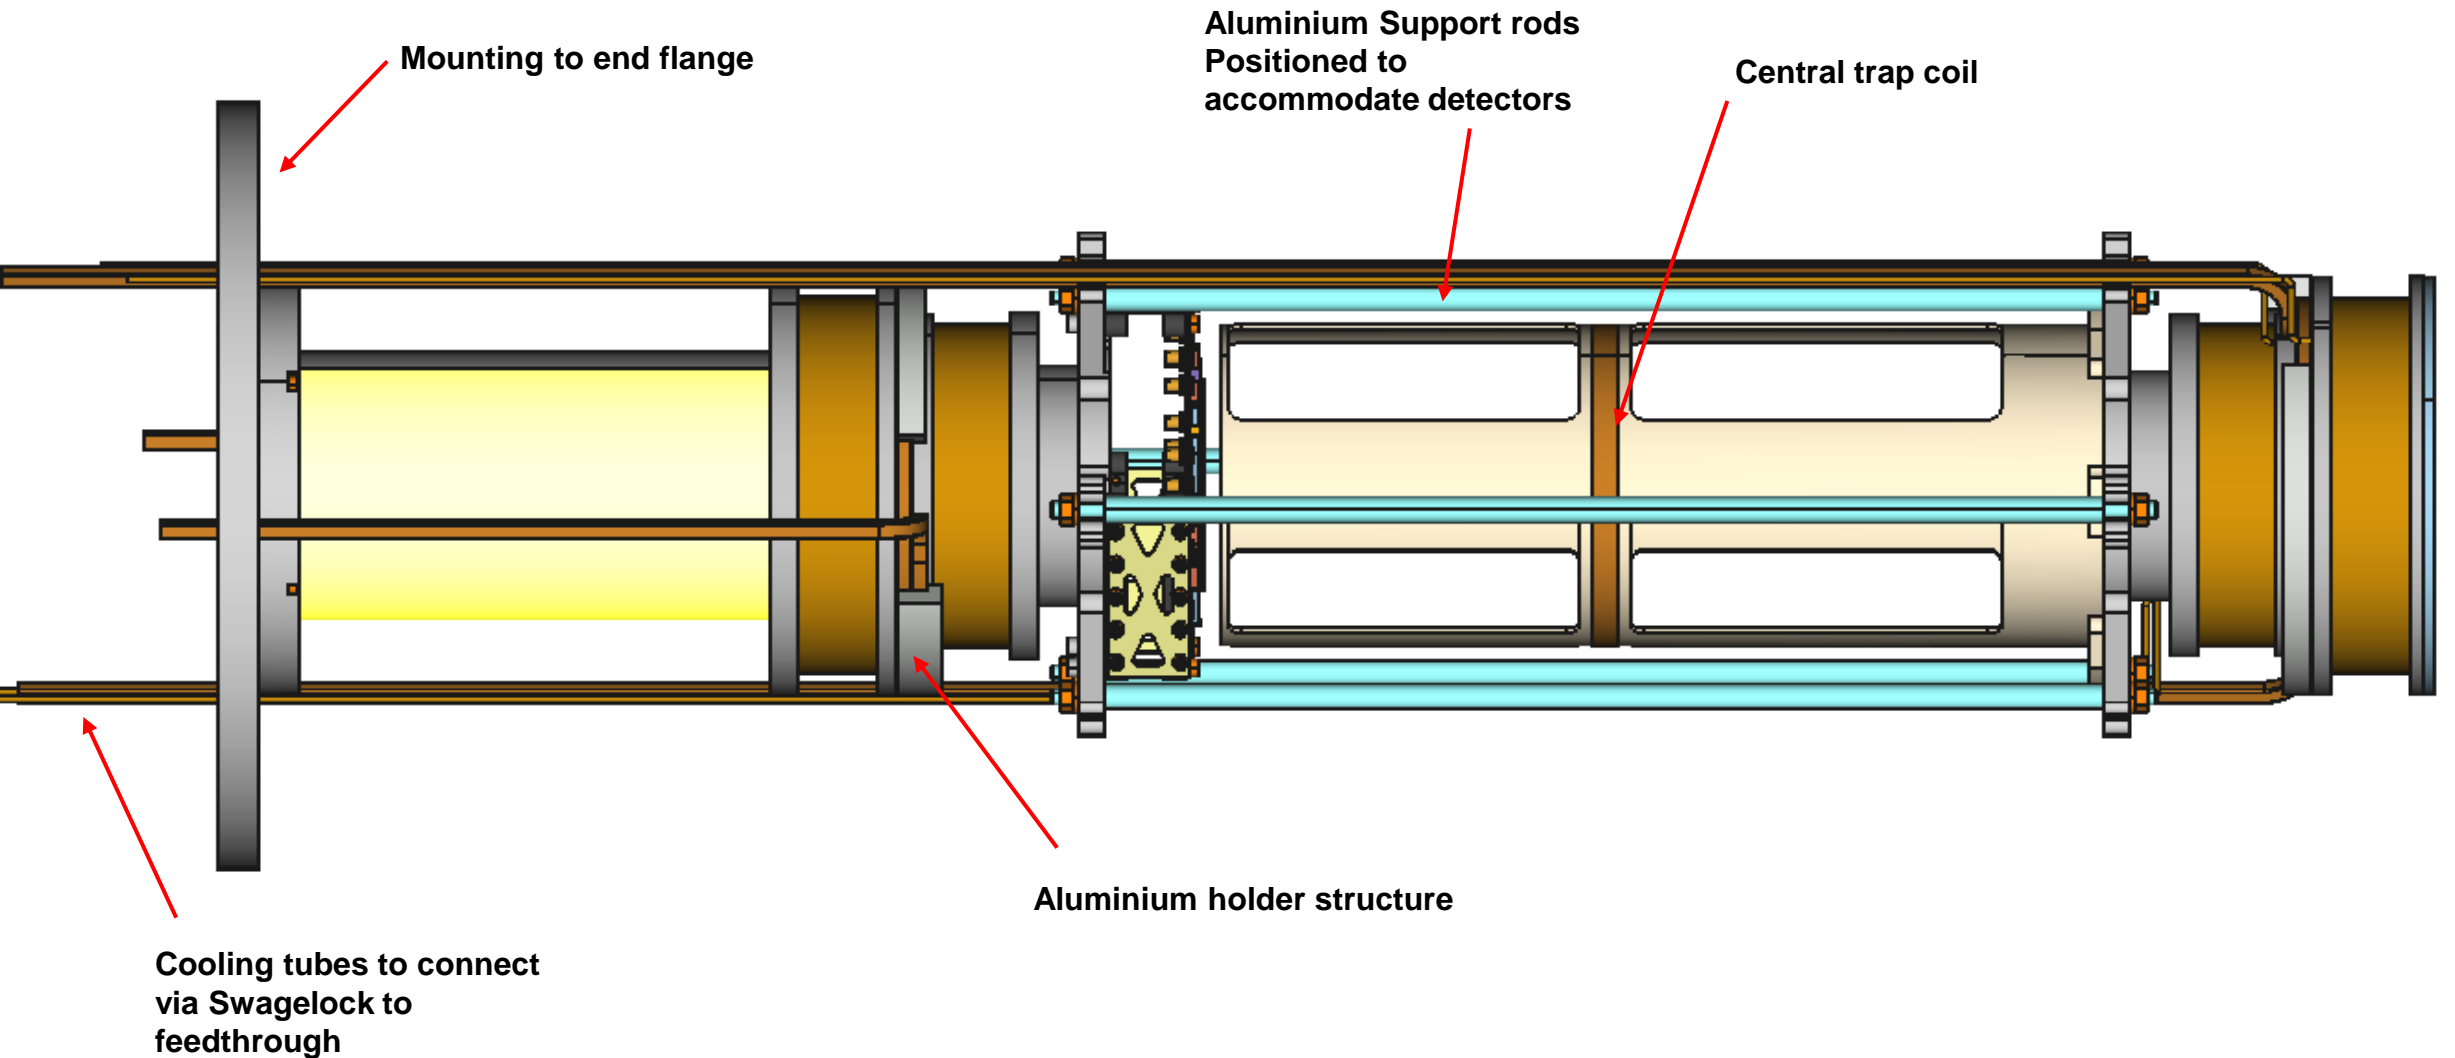 Aluminium Support rods
Positioned to
accommodate detectors
Mounting to end flange
Central trap coil
Aluminium holder structure
Cooling tubes to connect
via Swagelock to
feedthrough